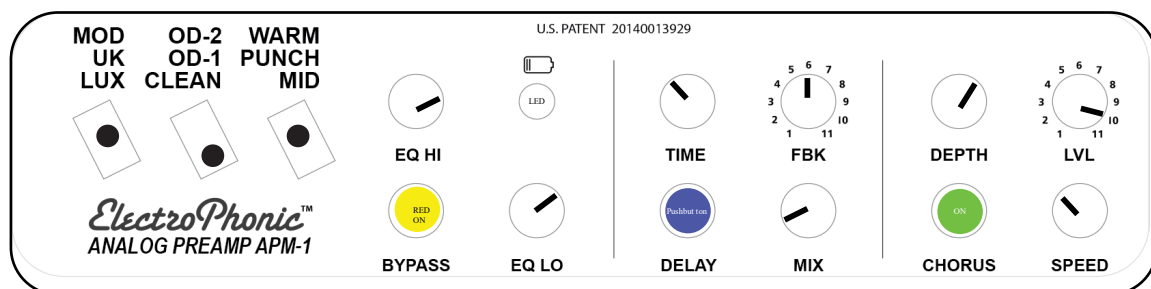 U.S. PATENT 20140013929
MOD OD-2 WARM
UK OD-1 PUNCH
LUX CLEAN MID
LED
EQ HI
TIME
5 6 7
4 8
3 9
2 10
1 11
FBK
DEPTH
5 6 7
4 8
3 9
2 10
1 11
LVL
ElectroPhonic™
ANALOG PREAMP APM-1
RED
ON
BYPASS
EQ LO
Pushbut ton
DELAY
MIX
ON
CHORUS
SPEED